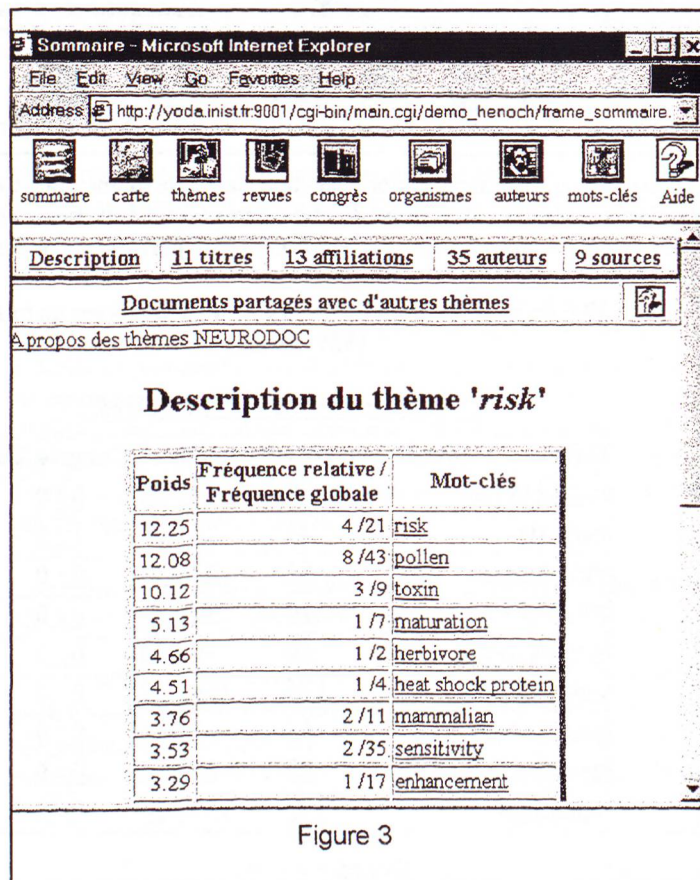 Sommaire - Microsoft Internet Explorer
File Edit View Go Favorites Help
Address http://yoda.inist.fr:9001/cgi-bin/main.cgi/demo_henoch/frame_sommaire.
sommaire carte thèmes revues congrès organismes auteurs mots-clés Aide
Description 11 titres 13 affiliations 35 auteurs 9 sources
Documents partagés avec d'autres thèmes
A propos des thèmes NEURODOC
Description du thème 'risk'
Poids Fréquence relative / Fréquence globale Mot-clés
12.25 4 /21 risk
12.08 8 /43 pollen
10.12 3 /9 toxin
5.13 1 /7 maturation
4.66 1 /2 herbivore
4.51 1 /4 heat shock protein
3.76 2 /11 mammalian
3.53 2 /35 sensitivity
3.29 1 /17 enhancement
Figure 3